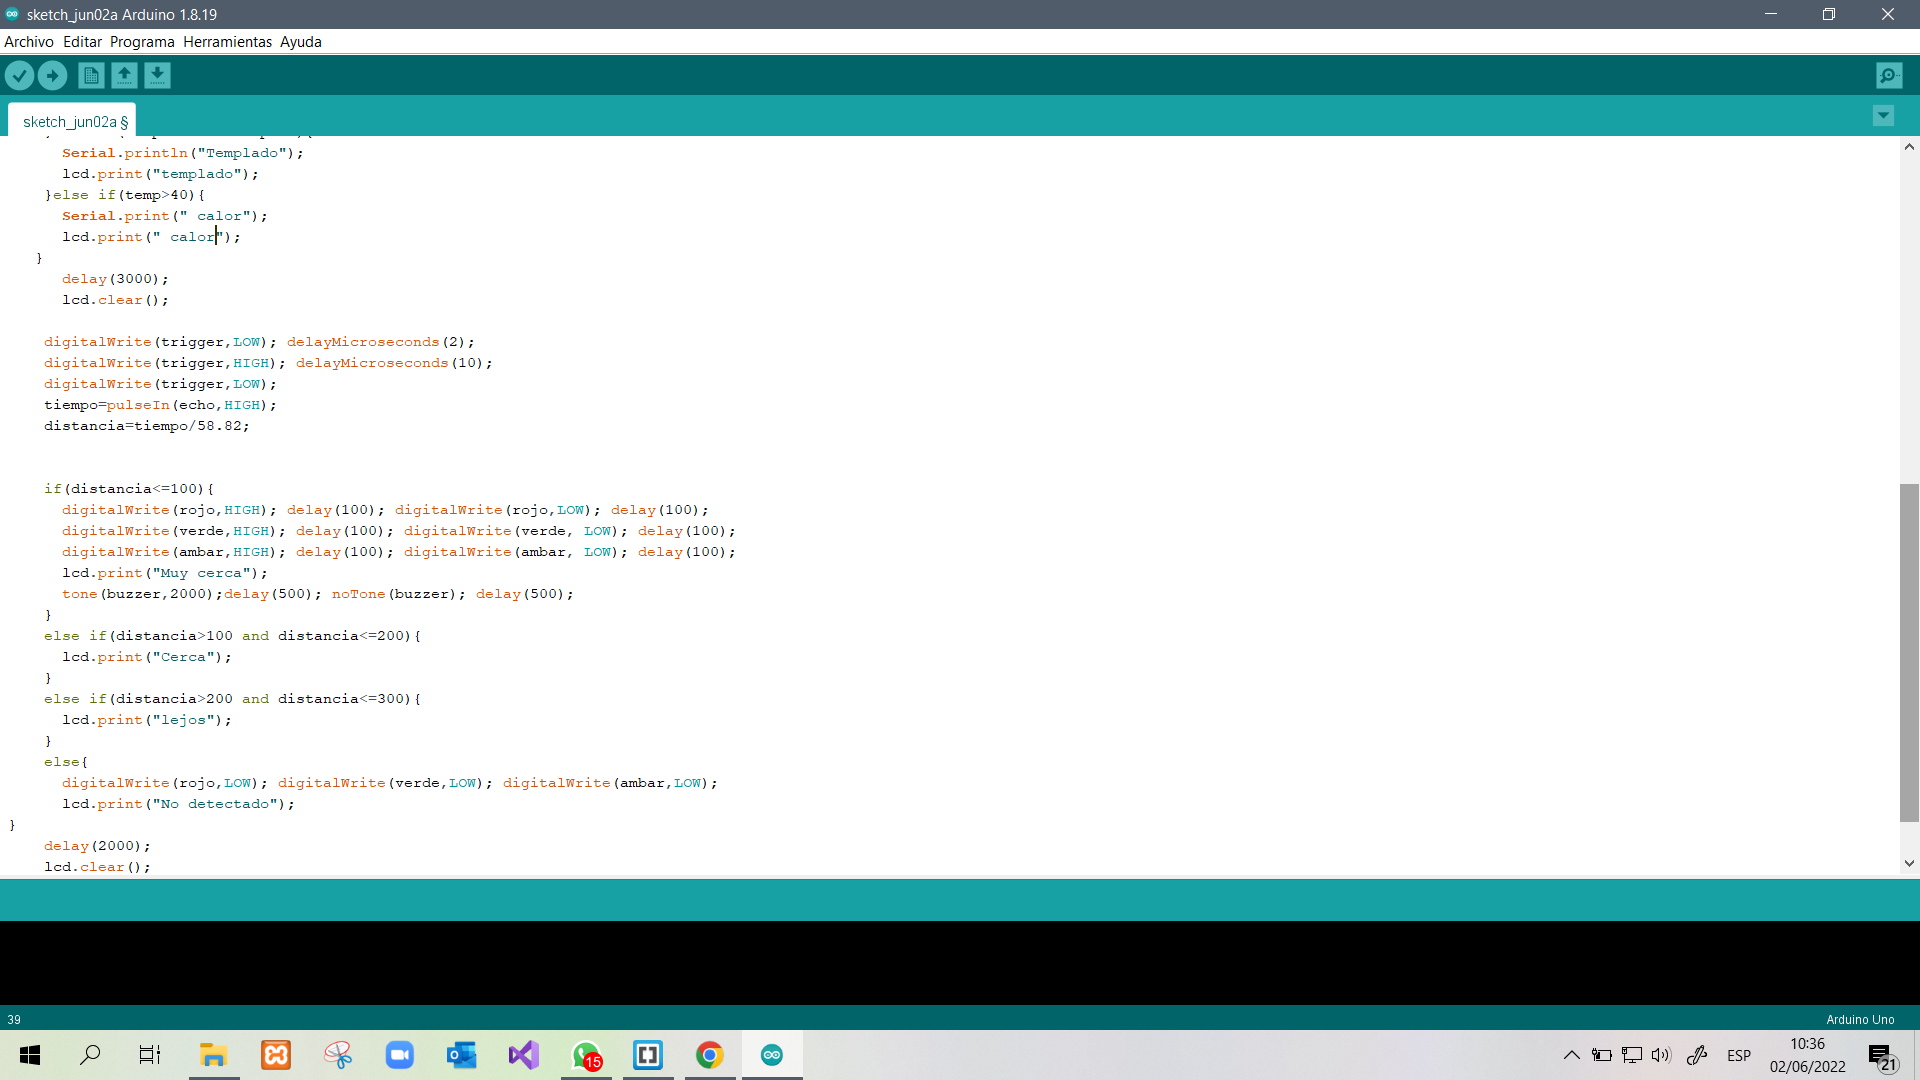 sketch_jun02a Arduino 1.8.19
Archivo Editar Programa Herramientas Ayuda
sketch_jun02a §
Serial.println("Templado");
lcd.print("templado");
}else if(temp>40){
Serial.print(" calor");
lcd.print(" calor");
}
delay(3000);
lcd.clear();
digitalWrite(trigger,LOW); delayMicroseconds(2);
digitalWrite(trigger,HIGH); delayMicroseconds(10);
digitalWrite(trigger,LOW);
tiempo=pulseIn(echo,HIGH);
distancia=tiempo/58.82;
if(distancia<=100){
digitalWrite(rojo,HIGH); delay(100); digitalWrite(rojo,LOW); delay(100);
digitalWrite(verde,HIGH); delay(100); digitalWrite(verde, LOW); delay(100);
digitalWrite(ambar,HIGH); delay(100); digitalWrite(ambar, LOW); delay(100);
lcd.print("Muy cerca");
tone(buzzer,2000);delay(500); noTone(buzzer); delay(500);
}
else if(distancia>100 and distancia<=200){
lcd.print("Cerca");
}
else if(distancia>200 and distancia<=300){
lcd.print("lejos");
}
else{
digitalWrite(rojo,LOW); digitalWrite(verde,LOW); digitalWrite(ambar,LOW);
lcd.print("No detectado");
}
delay(2000);
lcd.clear();
39
Arduino Uno
15
ESP
10:36
02/06/2022
21